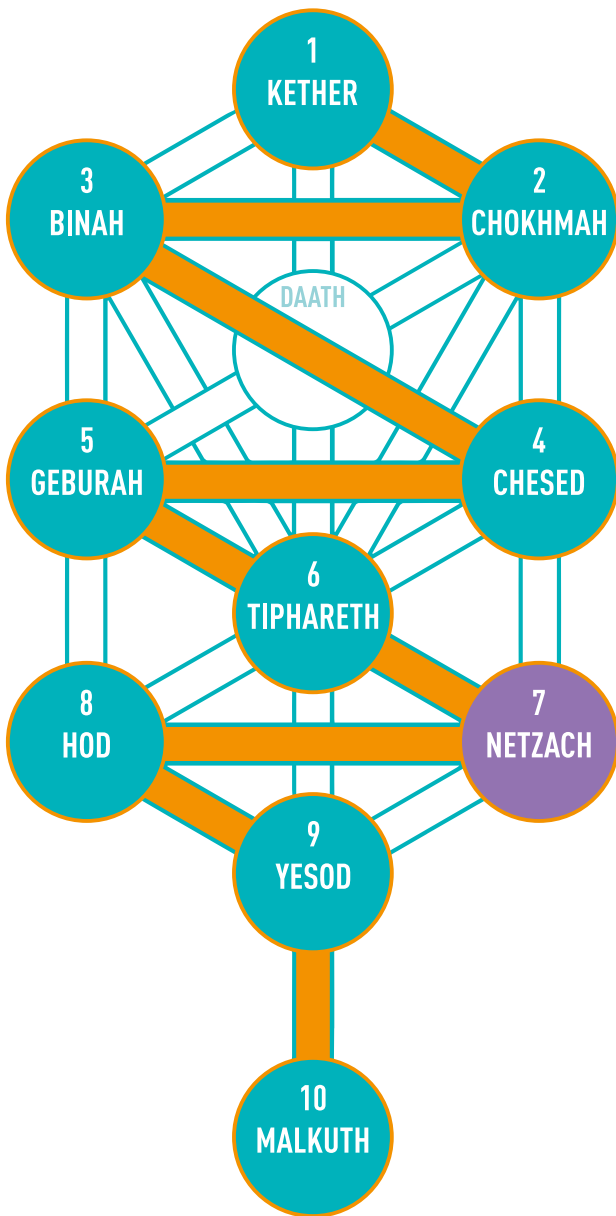 1
KETHER
3
BINAH
2
CHOKHMAH
DAATH
5
GEBURAH
4
CHESED
6
TIPHARETH
8
HOD
7
NETZACH
9
YESOD
10
MALKUTH